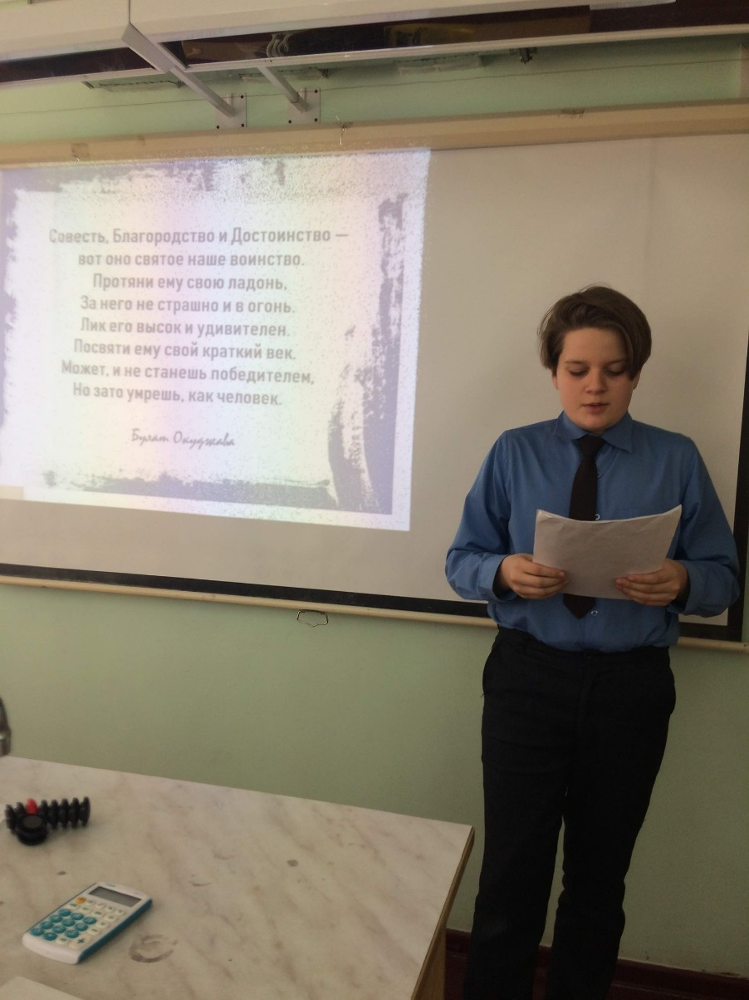 Совесть, Благородство и Достоинство —
вот оно святое наше воинство.
Протяни ему свою ладонь,
За него не страшно и в огонь.
Лик его высок и удивителен.
Посвяти ему свой краткий век.
Может, и не станешь победителем,
Но зато умрешь, как человек.
Булат Окуджава